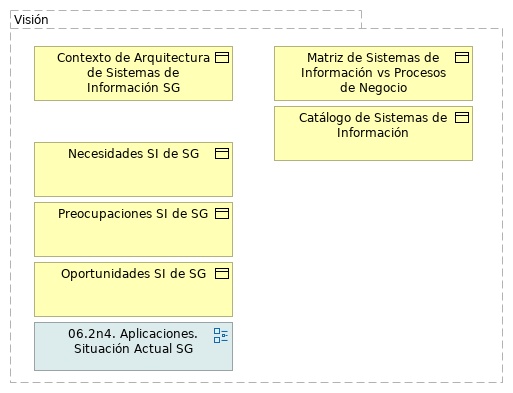 Visión
Contexto de Arquitectura
de Sistemas de
Información SG
Matriz de Sistemas de
Información vs Procesos
de Negocio
Catálogo de Sistemas de
Información
Necesidades SI de SG
Preocupaciones SI de SG
Oportunidades SI de SG
06.2n4. Aplicaciones.
Situación Actual SG